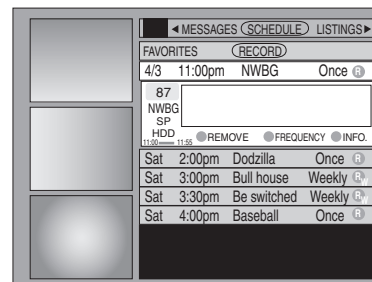 ◄ MESSAGES SCHEDULE LISTINGS ►
FAVORITES RECORD
4/3 11:00pm NWBG Once R
87
NWBG
SP
HDD
11:00 11:55
REMOVE FREQUENCY INFO.
Sat 2:00pm Dodzilla Once R
Sat 3:00pm Bull house Weekly RW
Sat 3:30pm Be switched Weekly RW
Sat 4:00pm Baseball Once R